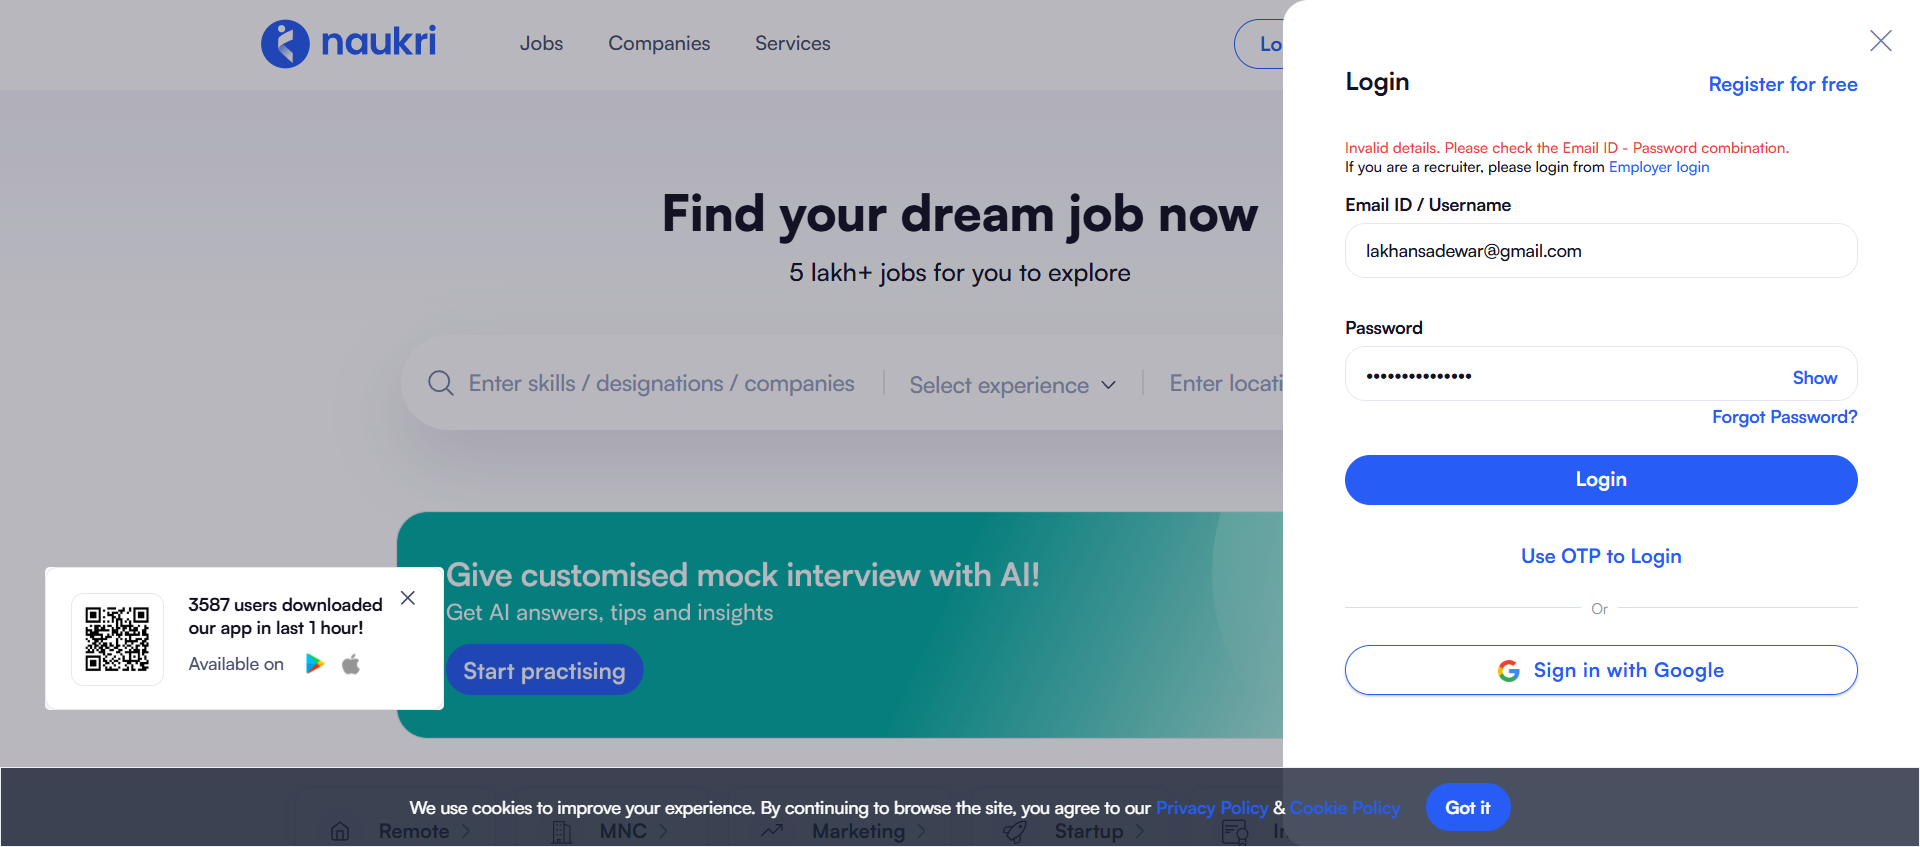 naukri
Jobs
Companies
Services
Lo
Find your dream job now
5 lakh+ jobs for you to explore
Enter skills / designations / companies
Select experience
Enter locati
Give customised mock interview with AI!
Get AI answers, tips and insights
Start practising
3587 users downloaded
our app in last 1 hour!
Available on
Login
Register for free
Invalid details. Please check the Email ID - Password combination.
If you are a recruiter, please login from Employer login
Email ID / Username
lakhansadewar@gmail.com
Password
•••••••••••••••
Show
Forgot Password?
Login
Use OTP to Login
Or
Sign in with Google
We use cookies to improve your experience. By continuing to browse the site, you agree to our Privacy Policy & Cookie Policy
Got it
Remote
MNC
Marketing
Startup
In